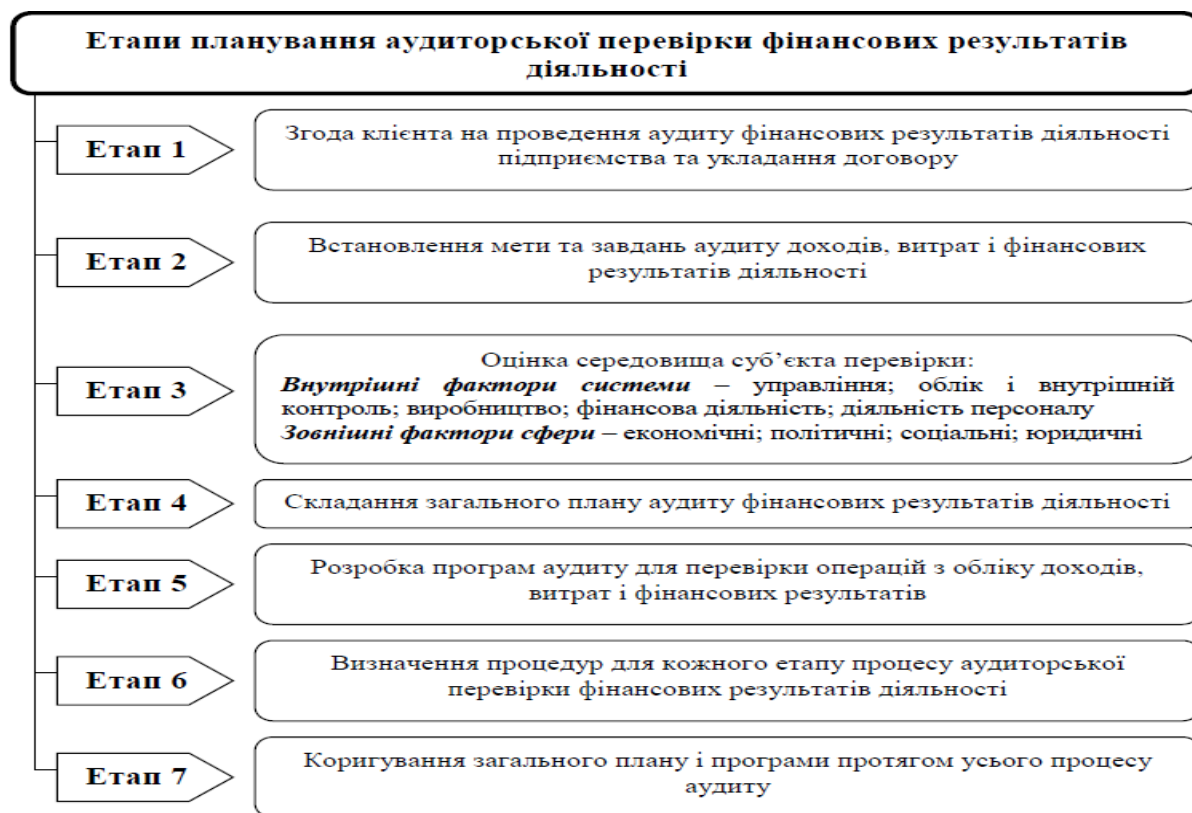 Етапи планування аудиторської перевірки фінансових результатів
діяльності
Етап 1
Згода клієнта на проведення аудиту фінансових результатів діяльності
підприємства та укладання договору
Етап 2
Встановлення мети та завдань аудиту доходів, витрат і фінансових
результатів діяльності
Етап 3
Оцінка середовища суб’єкта перевірки:
Внутрішні фактори системи – управління; облік і внутрішній
контроль; виробництво; фінансова діяльність; діяльність персоналу
Зовнішні фактори сфери – економічні; політичні; соціальні; юридичні
Етап 4
Складання загального плану аудиту фінансових результатів діяльності
Етап 5
Розробка програм аудиту для перевірки операцій з обліку доходів,
витрат і фінансових результатів
Етап 6
Визначення процедур для кожного етапу процесу аудиторської
перевірки фінансових результатів діяльності
Етап 7
Коригування загального плану і програми протягом усього процесу
аудиту